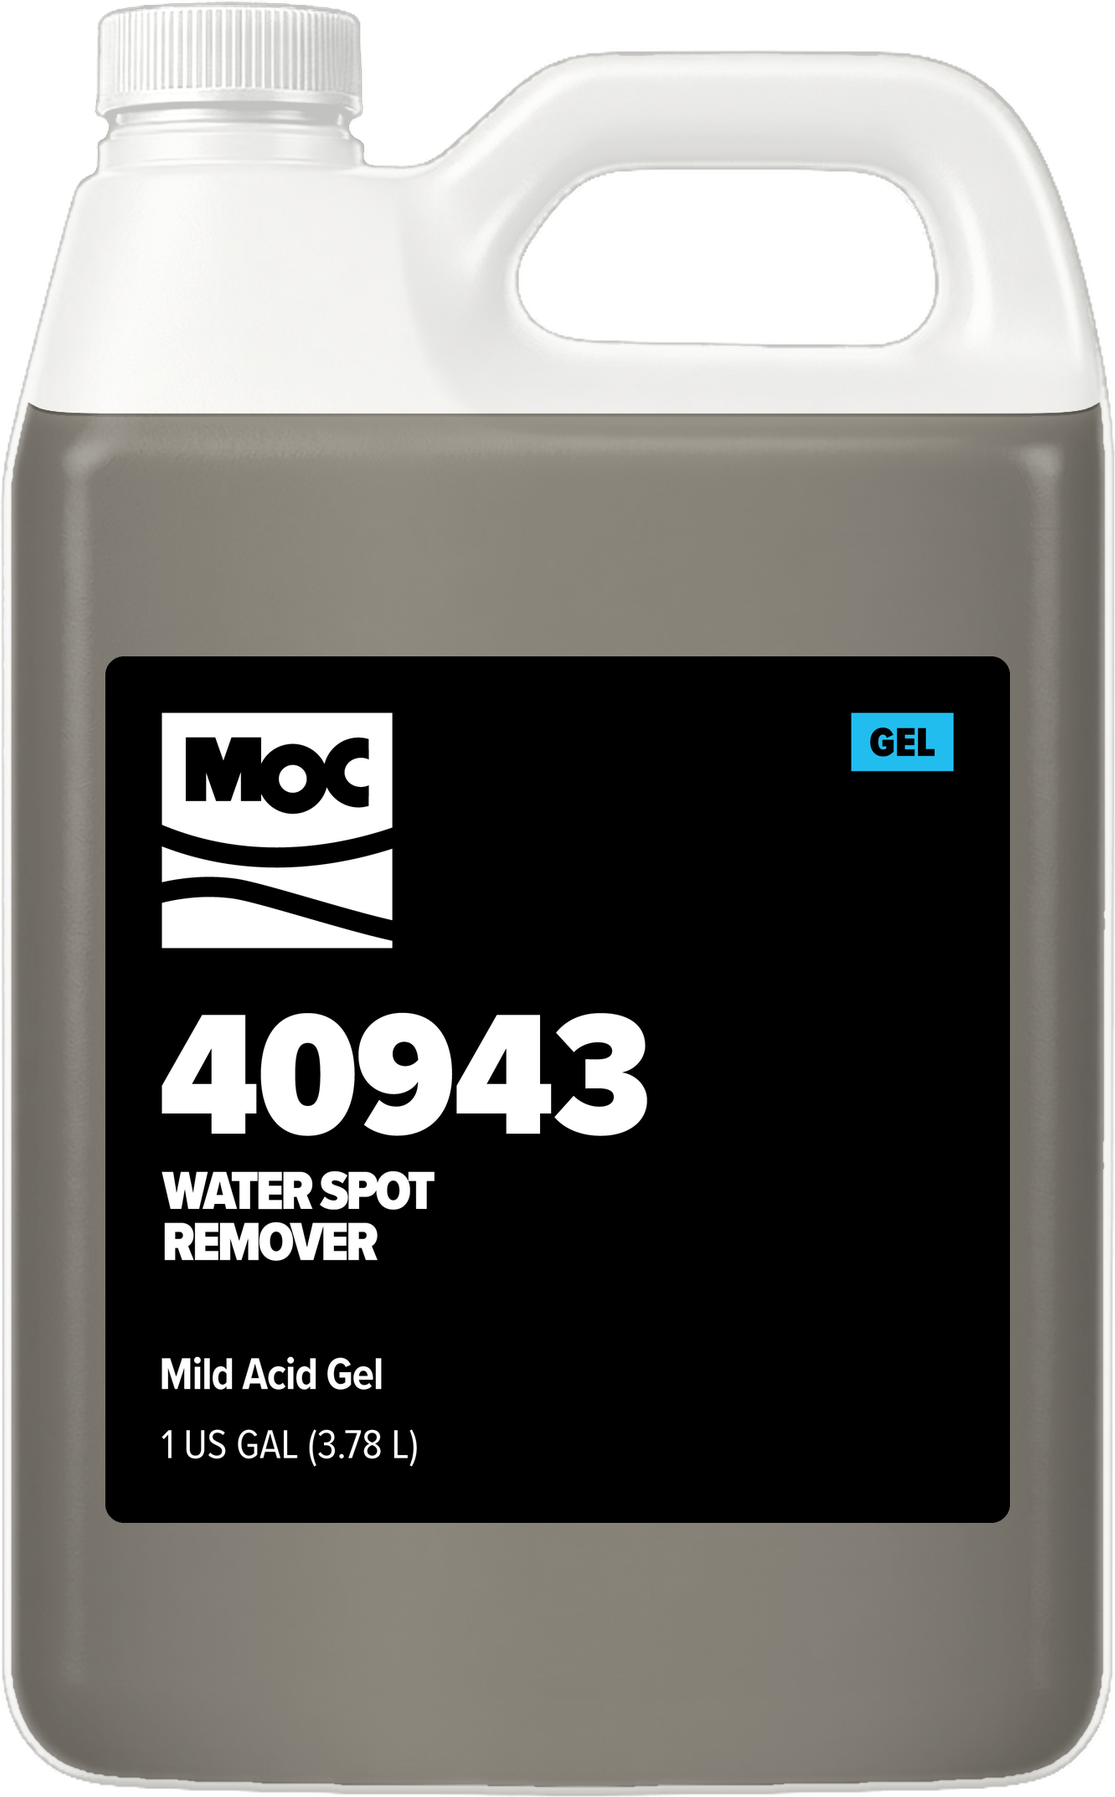 MOC
GEL
40943
WATER SPOT
REMOVER
Mild Acid Gel
1 US GAL (3.78 L)